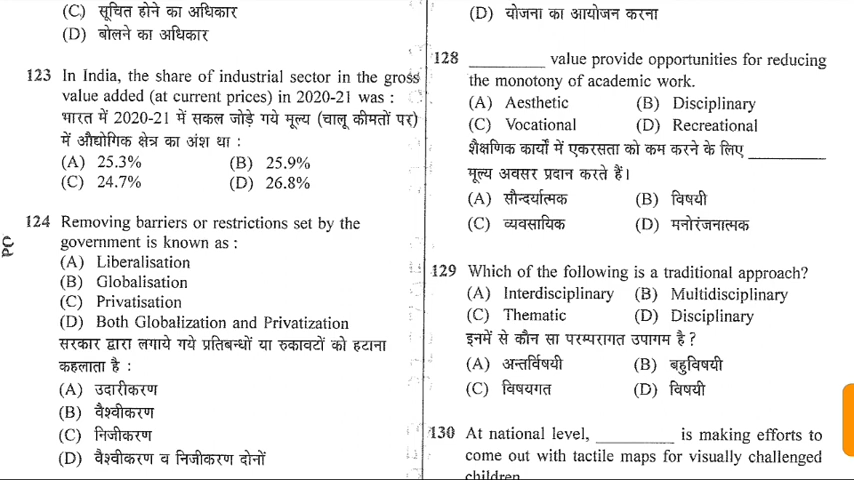 (C) सूचित होने का अधिकार
(D) बोलने का अधिकार
123 In India, the share of industrial sector in the gross
value added (at current prices) in 2020-21 was :
भारत में 2020-21 में सकल जोड़े गये मूल्य (चालू कीमतों पर)
में औद्योगिक क्षेत्र का अंश था :
(A) 25.3% (B) 25.9%
(C) 24.7% (D) 26.8%
124 Removing barriers or restrictions set by the
government is known as :
(A) Liberalisation
(B) Globalisation
(C) Privatisation
(D) Both Globalization and Privatization
सरकार द्वारा लगाये गये प्रतिबन्धों या रुकावटों को हटाना
कहलाता है :
(A) उदारीकरण
(B) वैश्वीकरण
(C) निजीकरण
(D) वैश्वीकरण व निजीकरण दोनों
(D) योजना का आयोजन करना
128 ________ value provide opportunities for reducing
the monotony of academic work.
(A) Aesthetic (B) Disciplinary
(C) Vocational (D) Recreational
शैक्षणिक कार्यों में एकरसता को कम करने के लिए ________
मूल्य अवसर प्रदान करते हैं।
(A) सौन्दर्यात्मक (B) विषयी
(C) व्यवसायिक (D) मनोरंजनात्मक
129 Which of the following is a traditional approach?
(A) Interdisciplinary (B) Multidisciplinary
(C) Thematic (D) Disciplinary
इनमें से कौन सा परम्परागत उपागम है ?
(A) अन्तर्विषयी (B) बहुविषयी
(C) विषयगत (D) विषयी
130 At national level, ________ is making efforts to
come out with tactile maps for visually challenged
children